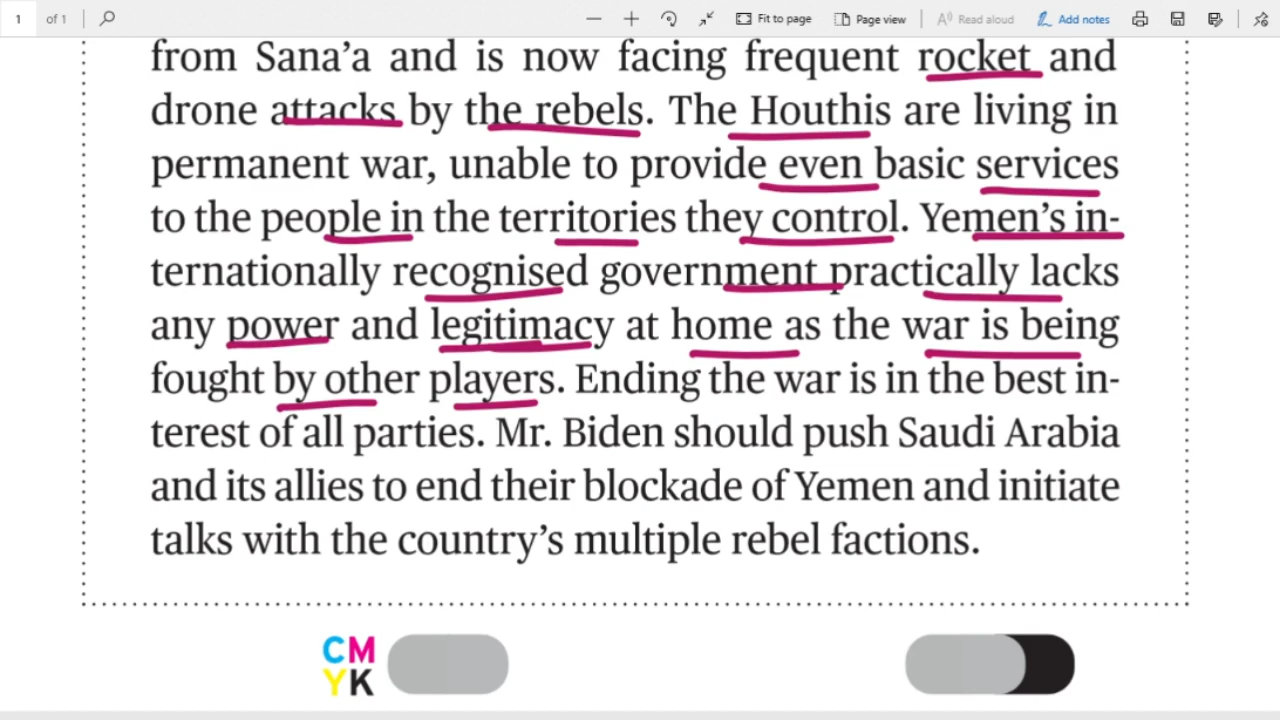 1 of 1 Fit to page Page view Read aloud Add notes
from Sana’a and is now facing frequent rocket and
drone attacks by the rebels. The Houthis are living in
permanent war, unable to provide even basic services
to the people in the territories they control. Yemen’s in-
ternationally recognised government practically lacks
any power and legitimacy at home as the war is being
fought by other players. Ending the war is in the best in-
terest of all parties. Mr. Biden should push Saudi Arabia
and its allies to end their blockade of Yemen and initiate
talks with the country’s multiple rebel factions.
CM
YK